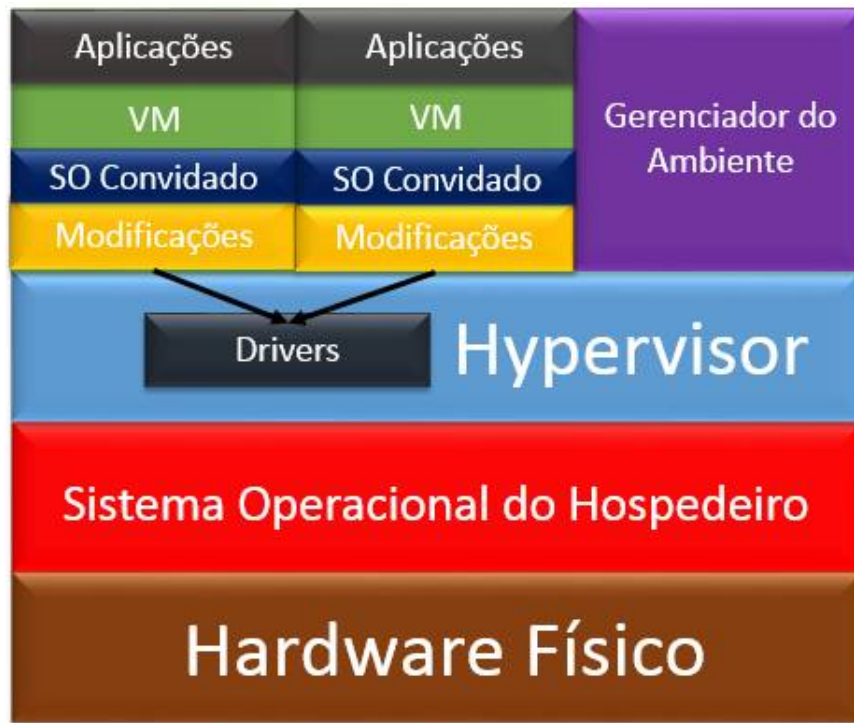 Aplicações
VM
SO Convidado
Modificações
Aplicações
VM
SO Convidado
Modificações
Gerenciador do
Ambiente
Drivers
Hypervisor
Sistema Operacional do Hospedeiro
Hardware Físico